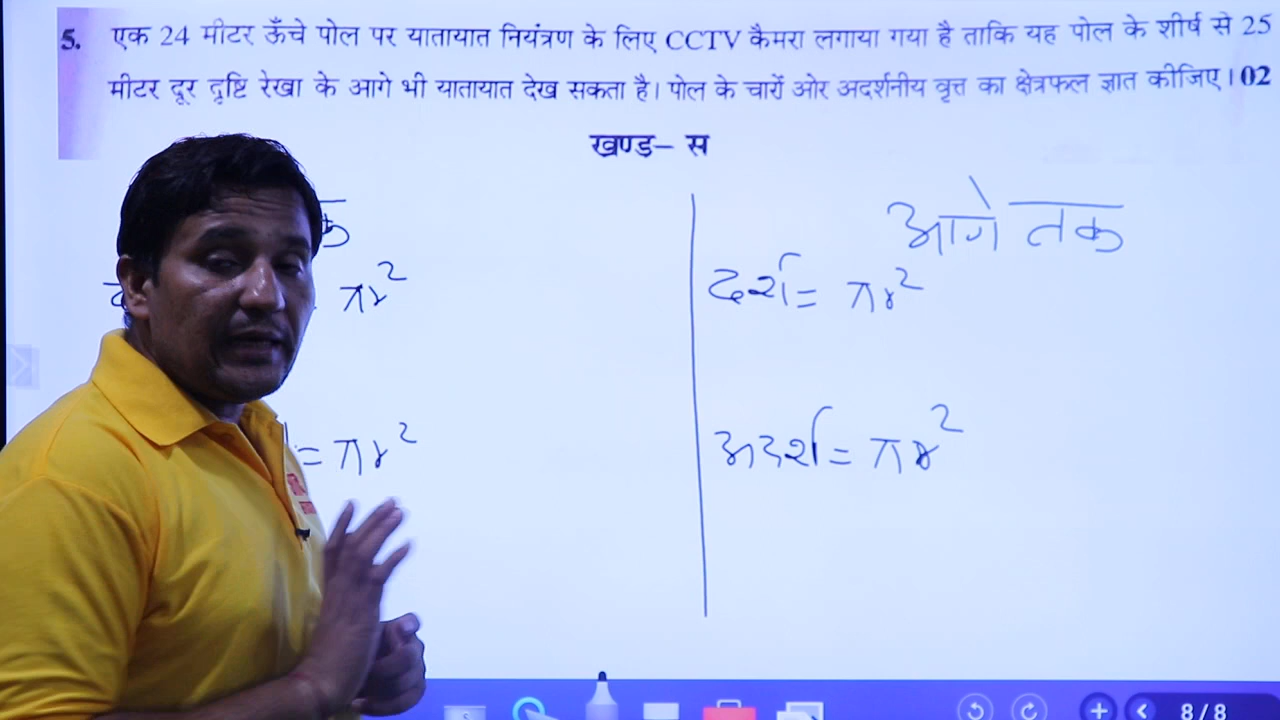 5. एक 24 मीटर ऊँचे पोल पर यातायात नियंत्रण के लिए CCTV कैमरा लगाया गया है ताकि यह पोल के शीर्ष से 25
मीटर दूर दृष्टि रेखा के आगे भी यातायात देख सकता है। पोल के चारों ओर अदर्शनीय वृत्त का क्षेत्रफल ज्ञात कीजिए। 02
खण्ड– स
πr²
= πr²
आगे तक
दर्श = πr²
अदर्श = πr²
8/8